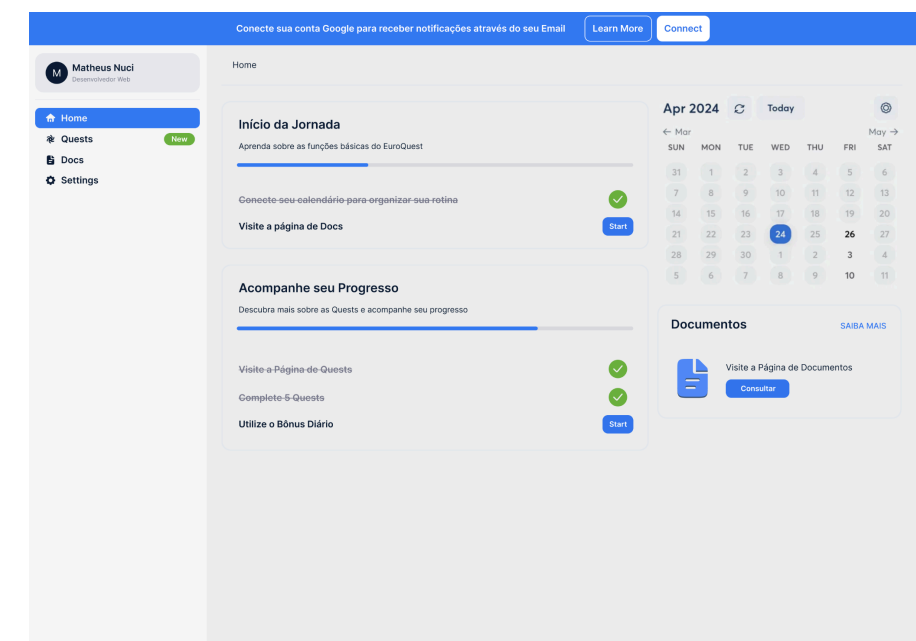 Conecte sua conta Google para receber notificações através do seu Email
Learn More
Connect
M
Matheus Nuci
Desenvolvedor Web
Home
Quests
New
Docs
Settings
Home
Início da Jornada
Aprenda sobre as funções básicas do EuroQuest
Conecte seu calendário para organizar sua rotina
Visite a página de Docs
Start
Acompanhe seu Progresso
Descubra mais sobre as Quests e acompanhe seu progresso
Visite a Página de Quests
Complete 5 Quests
Utilize o Bônus Diário
Start
Apr 2024
Today
← Mar
May →
SUN MON TUE WED THU FRI SAT
31 1 2 3 4 5 6
7 8 9 10 11 12 13
14 15 16 17 18 19 20
21 22 23 24 25 26 27
28 29 30 1 2 3 4
5 6 7 8 9 10 11
Documentos
SAIBA MAIS
Visite a Página de Documentos
Consultar